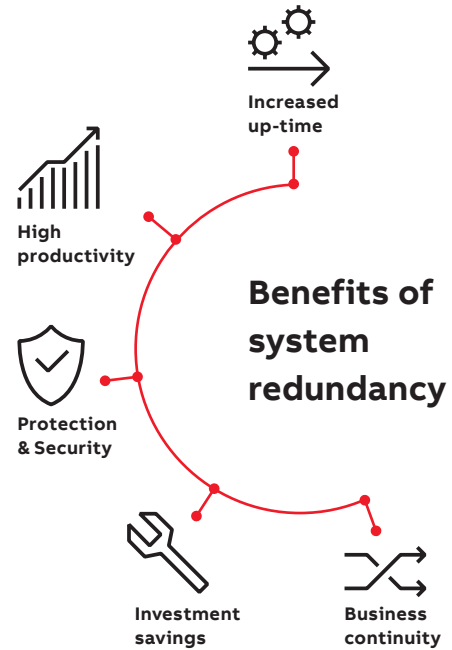 Increased
up-time
High
productivity
Benefits of
system
redundancy
Protection
& Security
Investment
savings
Business
continuity